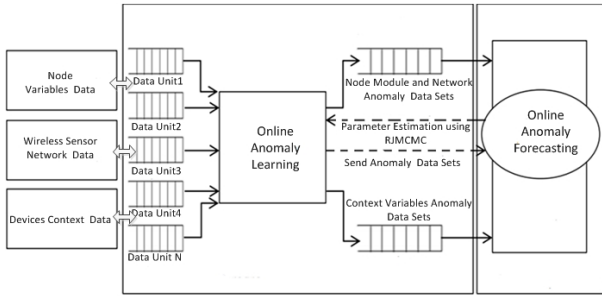 Node
Variables Data
Wireless Sensor
Network Data
Devices Context Data
Data Unit1
Data Unit2
Data Unit3
Data Unit4
Data Unit N
Online
Anomaly
Learning
Node Module and Network
Anomaly Data Sets
Parameter Estimation using
RJMCMC
Send Anomaly Data Sets
Context Variables Anomaly
Data Sets
Online
Anomaly
Forecasting